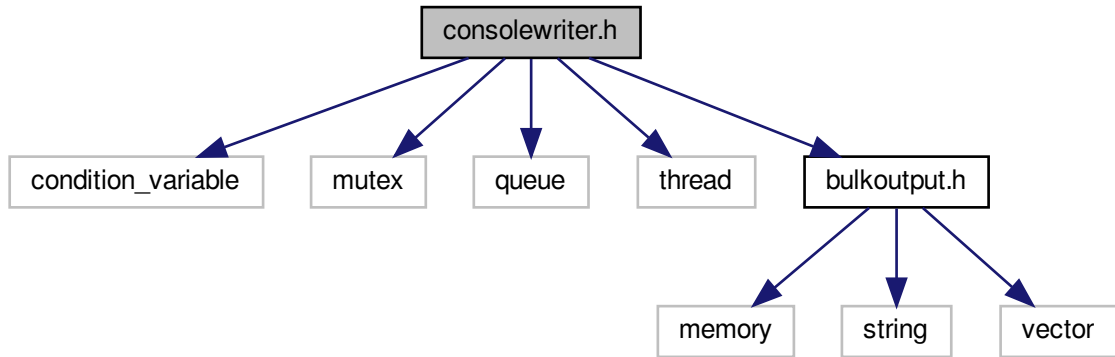 consolewriter.h
condition_variable
mutex
queue
thread
bulkoutput.h
memory
string
vector